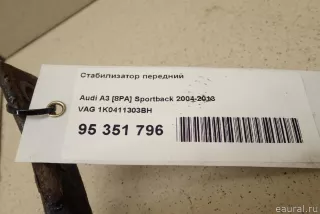 Стабилизатор передний
Audi A3 [8PA] Sportback 2004-2013
VAG 1K0411303BH
95 351 796
eaural.ru